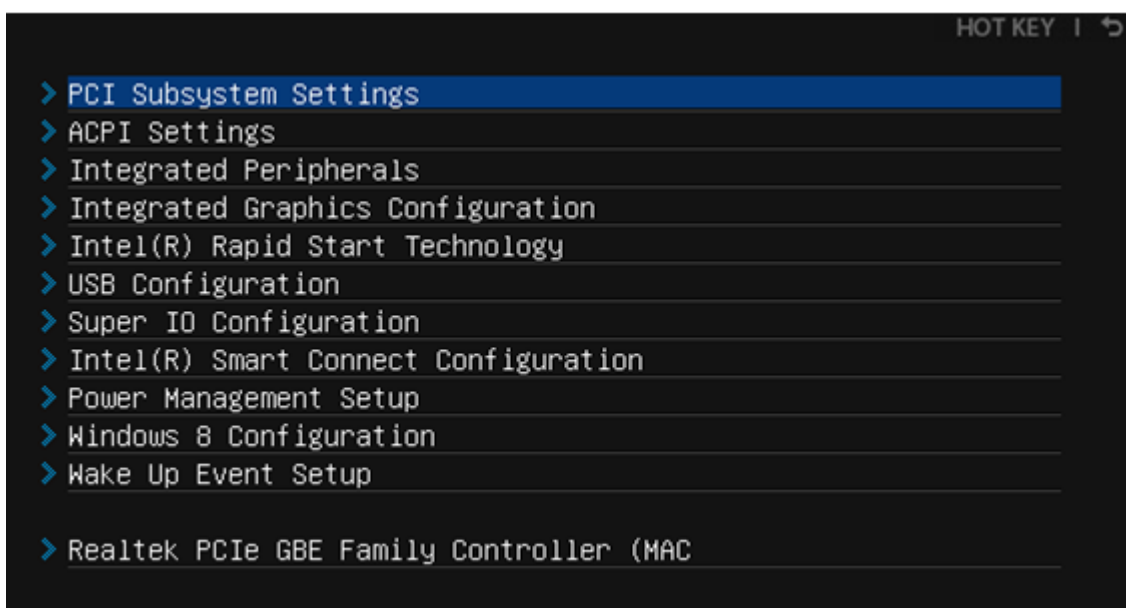 HOT KEY |
PCI Subsystem Settings
ACPI Settings
Integrated Peripherals
Integrated Graphics Configuration
Intel(R) Rapid Start Technology
USB Configuration
Super IO Configuration
Intel(R) Smart Connect Configuration
Power Management Setup
Windows 8 Configuration
Wake Up Event Setup
Realtek PCIe GBE Family Controller (MAC